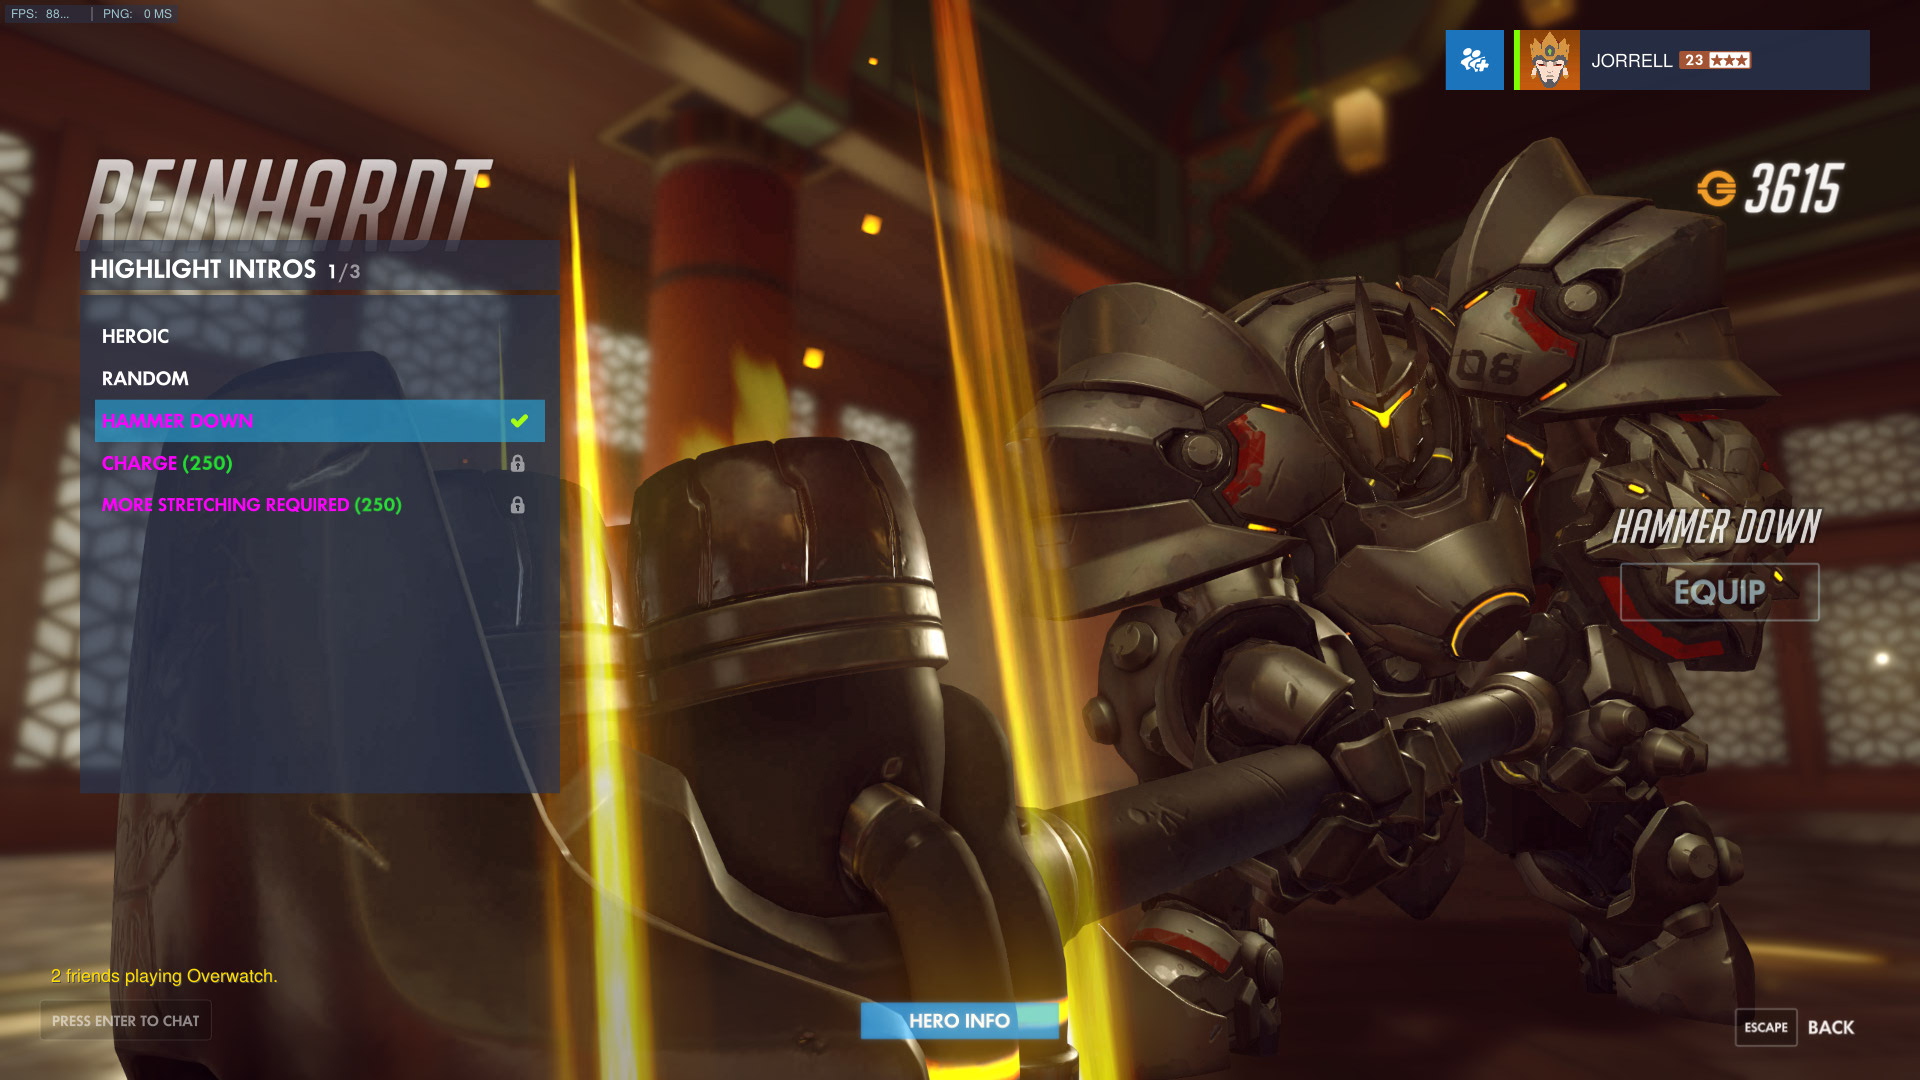 FPS: 88... | PNG: 0 MS
JORRELL 23
REINHARDT
3615
HIGHLIGHT INTROS 1/3
HEROIC
RANDOM
HAMMER DOWN
CHARGE (250)
MORE STRETCHING REQUIRED (250)
08
HAMMER DOWN
EQUIP
2 friends playing Overwatch.
PRESS ENTER TO CHAT
HERO INFO
ESCAPE BACK